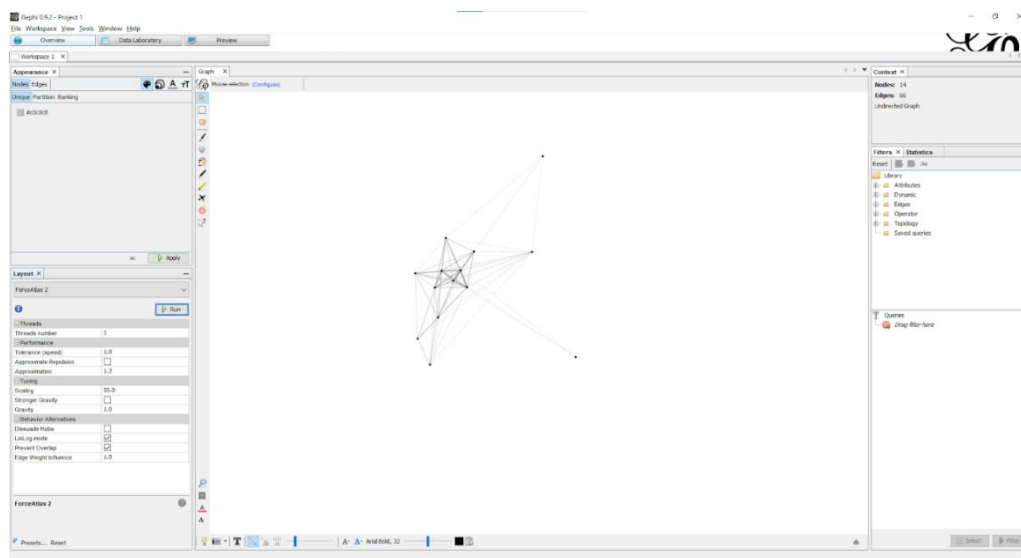 Gephi 0.9.2 - Project 1
File Workspace View Tools Window Help
Overview Data Laboratory Preview
Workspace 1
Appearance
Nodes Edges
Unique Partition Ranking
#c0c0c0
Apply
Layout
ForceAtlas 2
Run
Threads
Threads number 3
Performance
Tolerance (speed) 1.0
Approximate Repulsion
Approximation 1.2
Tuning
Scaling 50.0
Stronger Gravity
Gravity 1.0
Behavior Alternatives
Dissuade Hubs
LinLog mode
Prevent Overlap
Edge Weight Influence 1.0
ForceAtlas 2
Presets... Reset
Graph
Mouse selection (Configure)
T A- A- Arial Bold, 32
Context
Nodes: 14
Edges: 66
Undirected Graph
Filters Statistics
Reset
Library
Attributes
Dynamic
Edges
Operator
Topology
Saved queries
Queries
Drag filter here
Select Filter